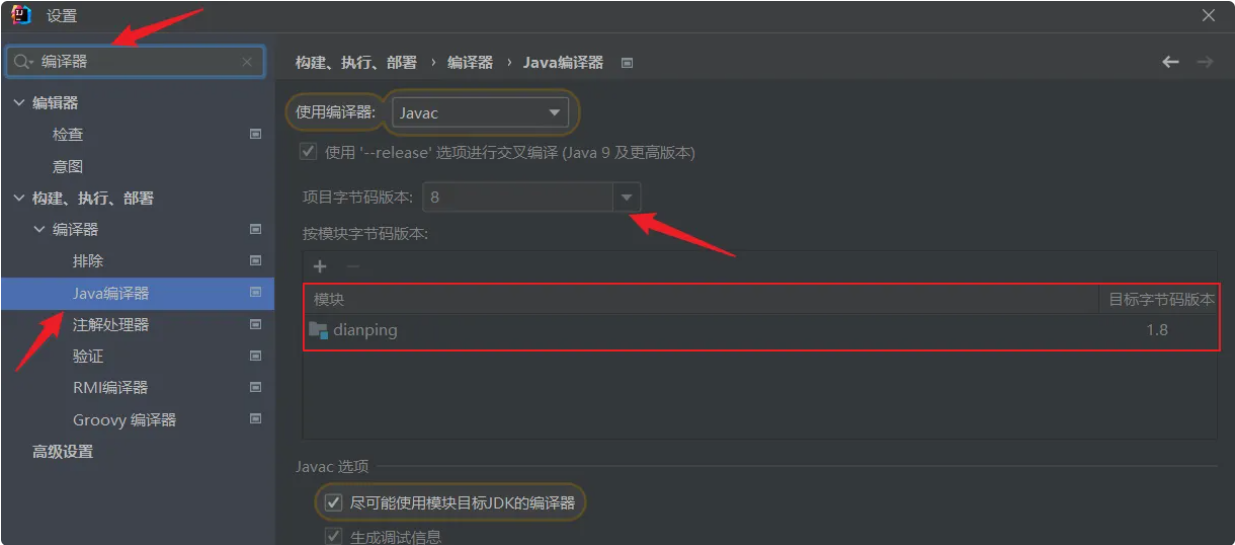 设置
编译器
编辑器
检查
意图
构建、执行、部署
编译器
排除
Java编译器
注解处理器
验证
RMI编译器
Groovy 编译器
高级设置
构建、执行、部署 › 编译器 › Java编译器
使用编译器: Javac
使用 '--release' 选项进行交叉编译 (Java 9 及更高版本)
项目字节码版本: 8
按模块字节码版本:
模块 目标字节码版本
dianping 1.8
Javac 选项
尽可能使用模块目标JDK的编译器
生成调试信息